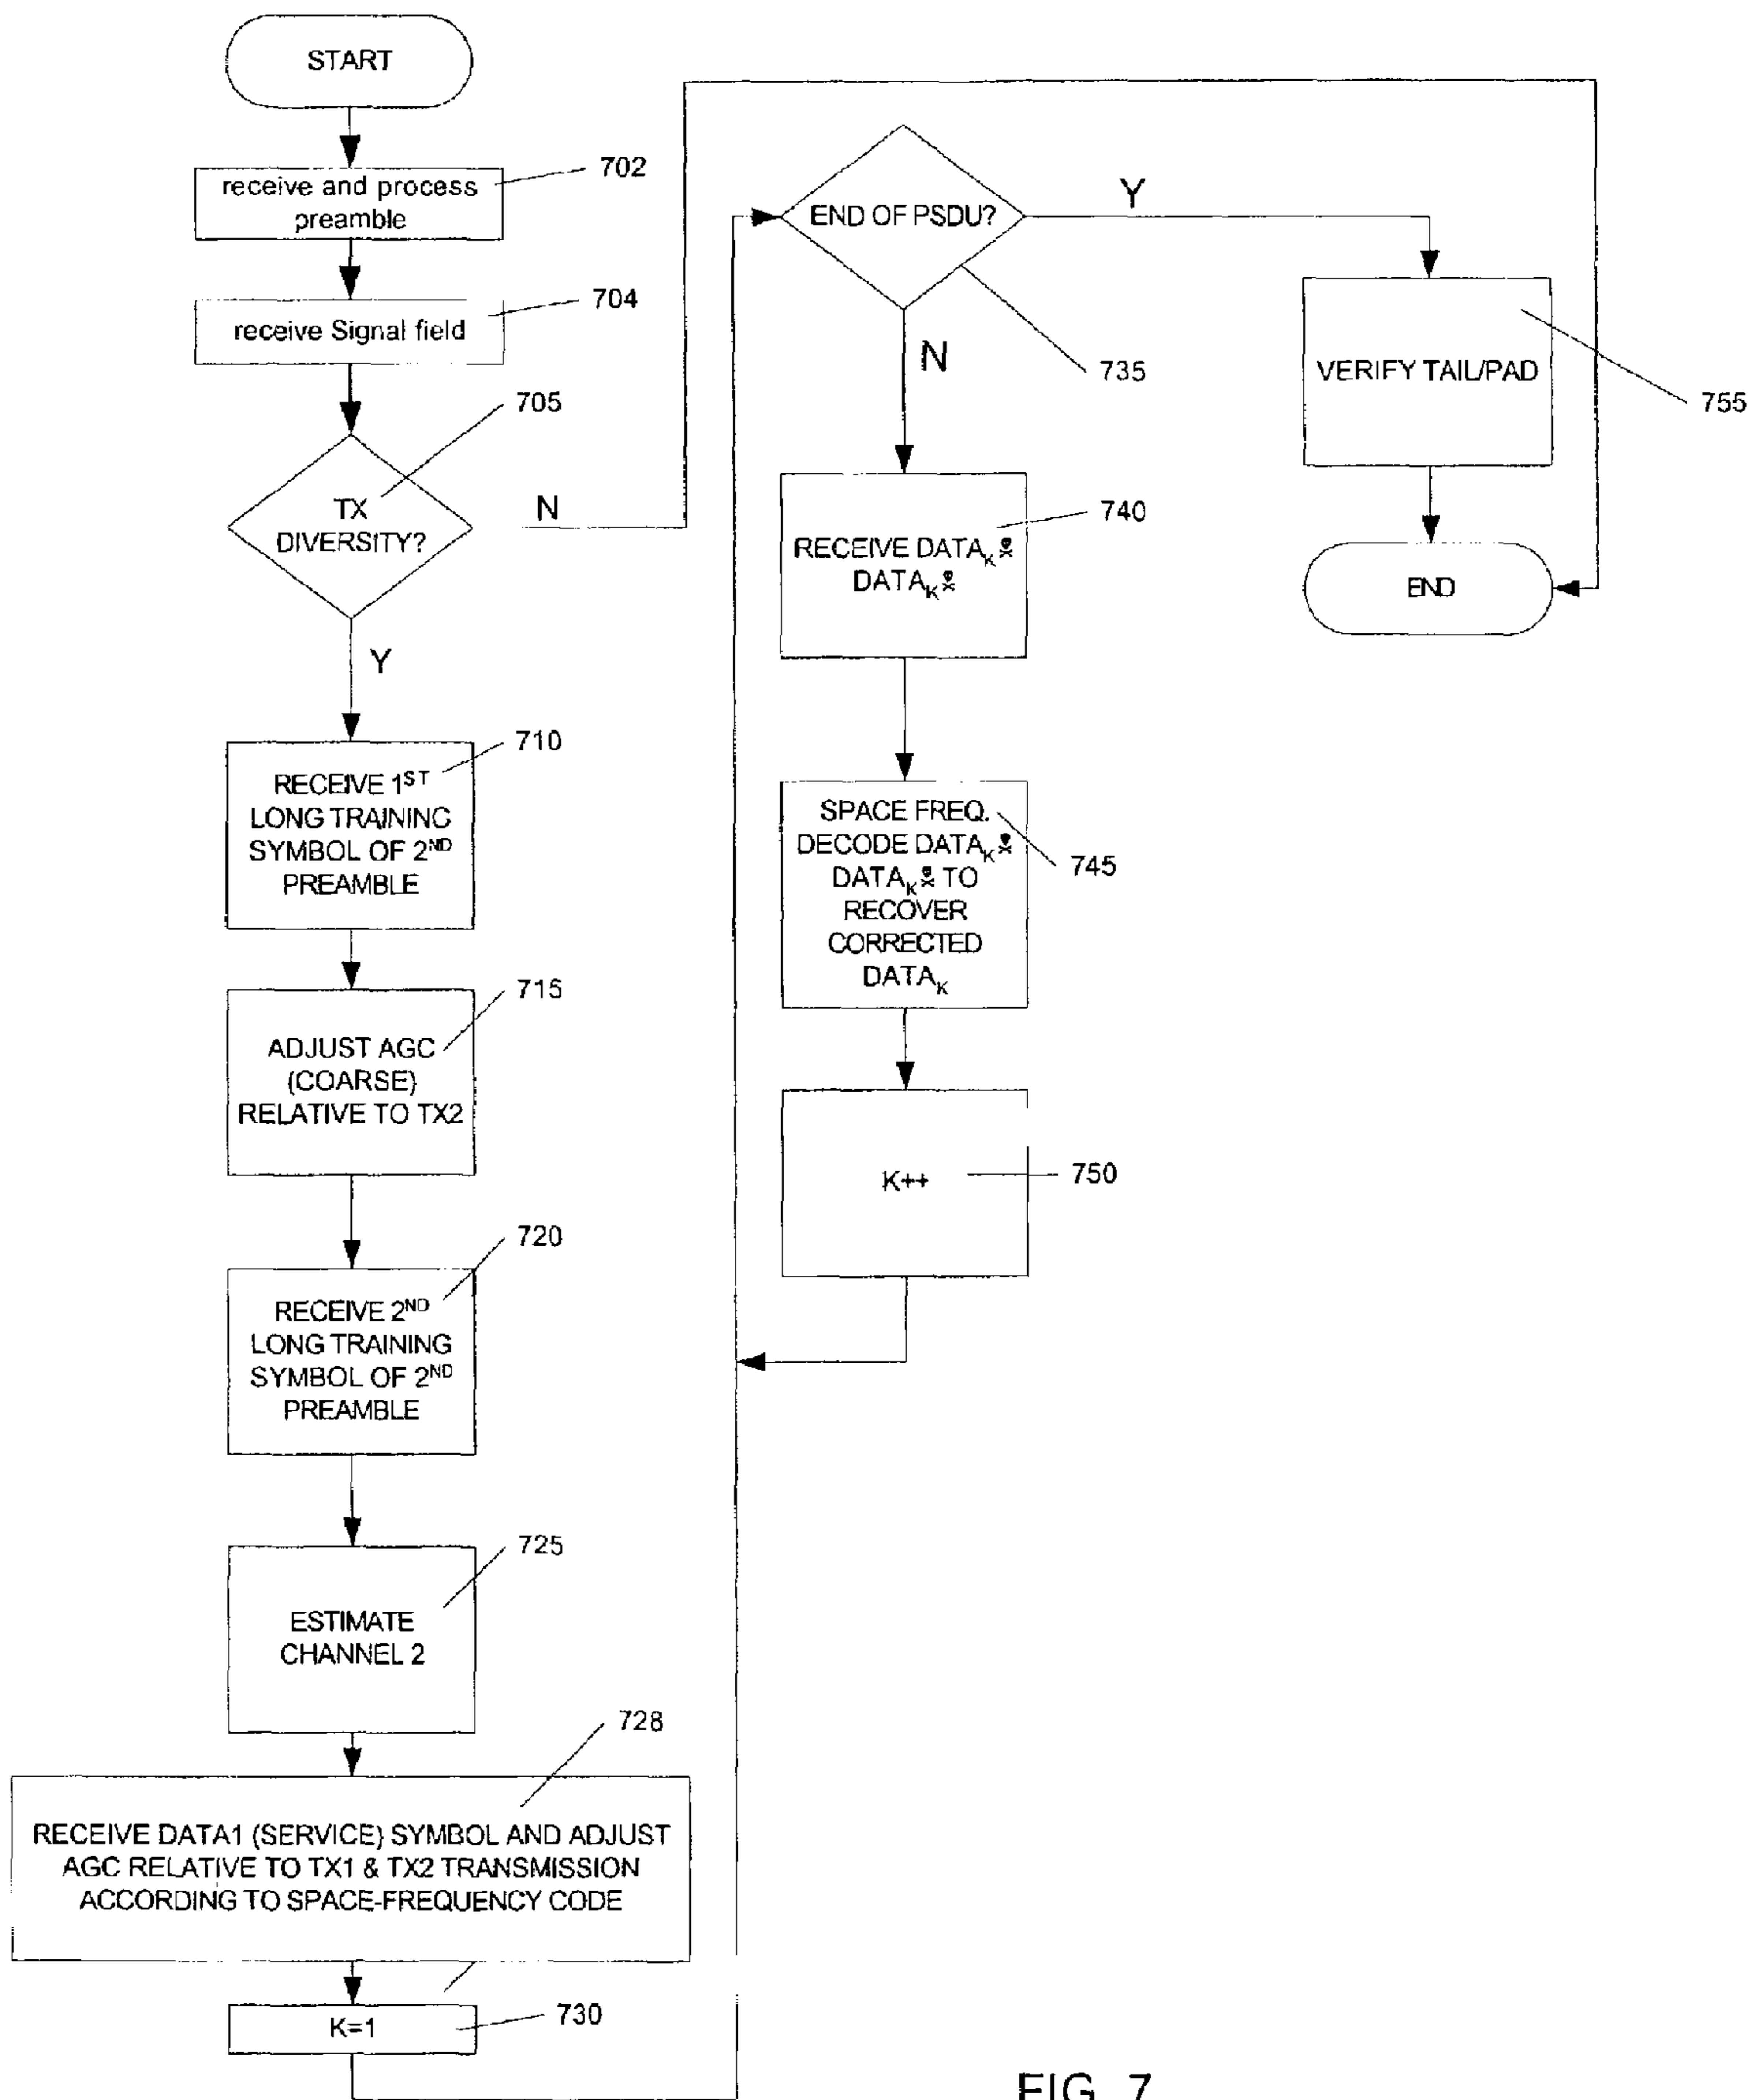 START
702
receive and process
preamble
704
receive Signal field
705
TX
DIVERSITY?
N
Y
710
RECEIVE 1ST
LONG TRAINING
SYMBOL OF 2ND
PREAMBLE
715
ADJUST AGC
(COARSE)
RELATIVE TO TX2
720
RECEIVE 2ND
LONG TRAINING
SYMBOL OF 2ND
PREAMBLE
725
ESTIMATE
CHANNEL 2
728
RECEIVE DATA1 (SERVICE) SYMBOL AND ADJUST
AGC RELATIVE TO TX1 & TX2 TRANSMISSION
ACCORDING TO SPACE-FREQUENCY CODE
730
K=1
END OF PSDU?
Y
N
735
740
RECEIVE DATAK☠
DATAK☠
745
SPACE FREQ.
DECODE DATAK☠
DATAK☠ TO
RECOVER
CORRECTED
DATAK
750
K++
VERIFY TAIL/PAD
755
END
FIG. 7